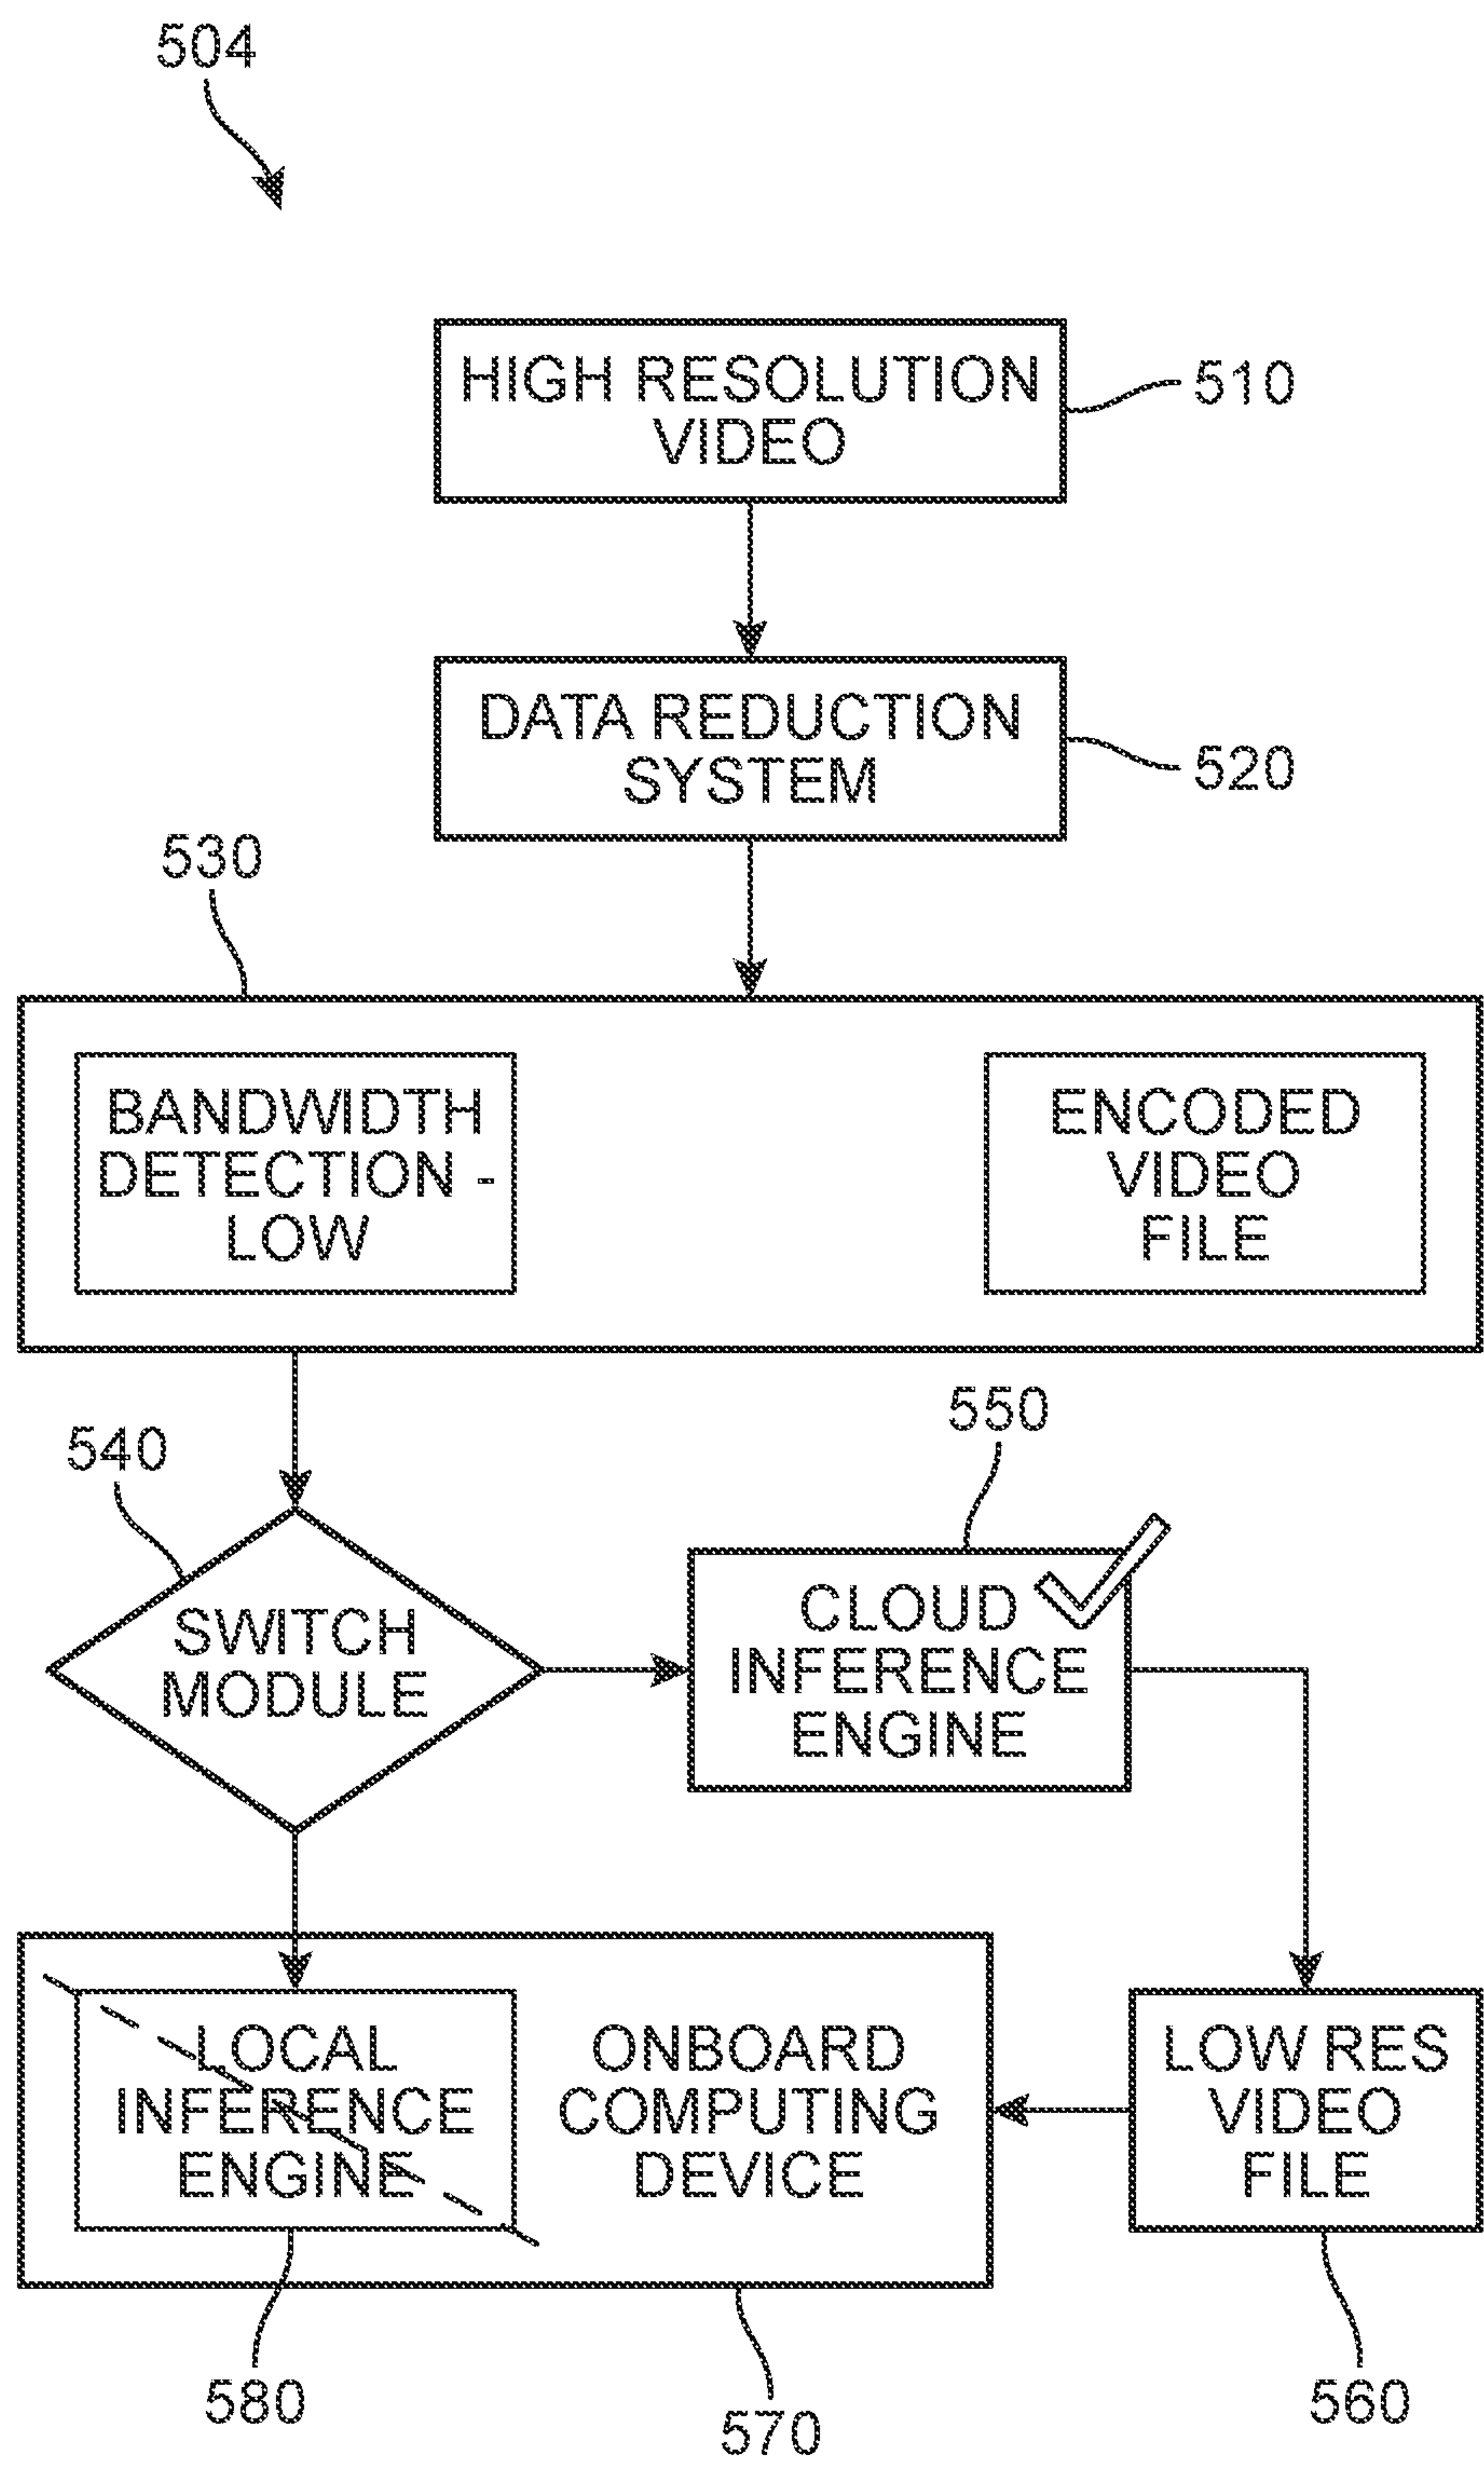 504
HIGH RESOLUTION
VIDEO
510
DATA REDUCTION
SYSTEM
520
530
BANDWIDTH
DETECTION -
LOW
ENCODED
VIDEO
FILE
540
SWITCH
MODULE
550
CLOUD
INFERENCE
ENGINE
LOCAL
INFERENCE
ENGINE
ONBOARD
COMPUTING
DEVICE
LOW RES
VIDEO
FILE
580
570
560